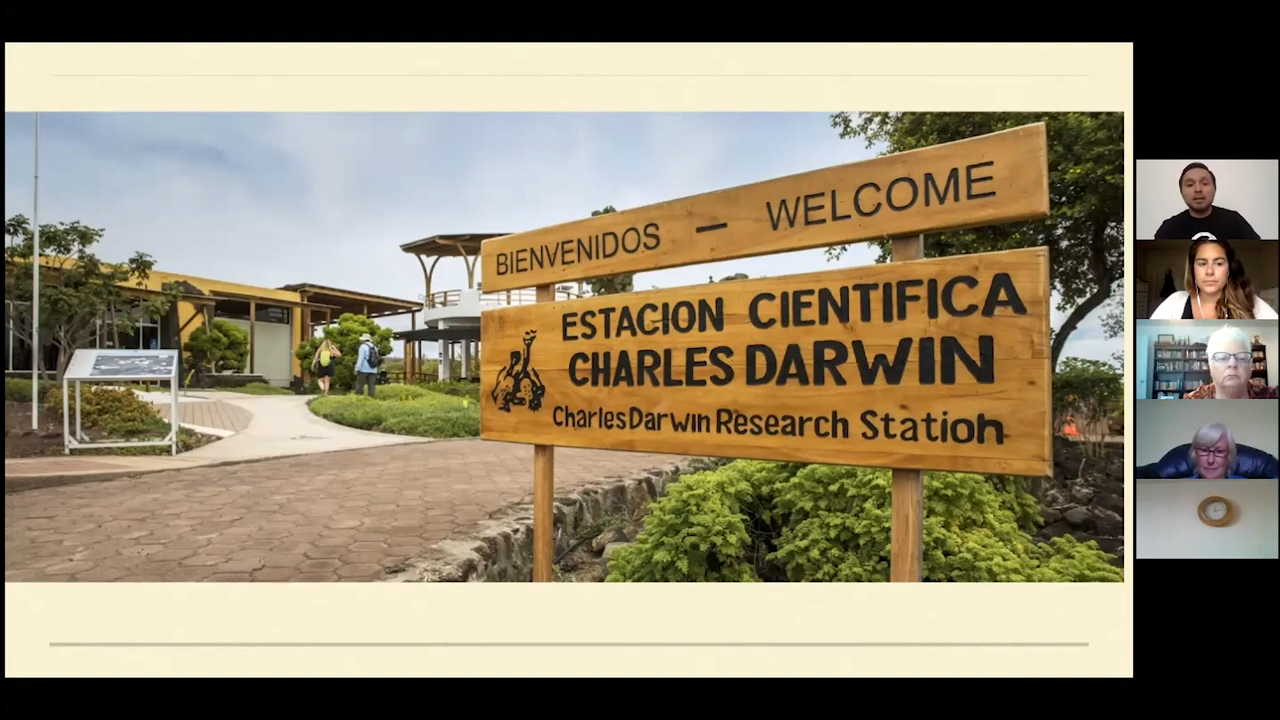 BIENVENIDOS — WELCOME
ESTACION CIENTIFICA
CHARLES DARWIN
Charles Darwin Research Station